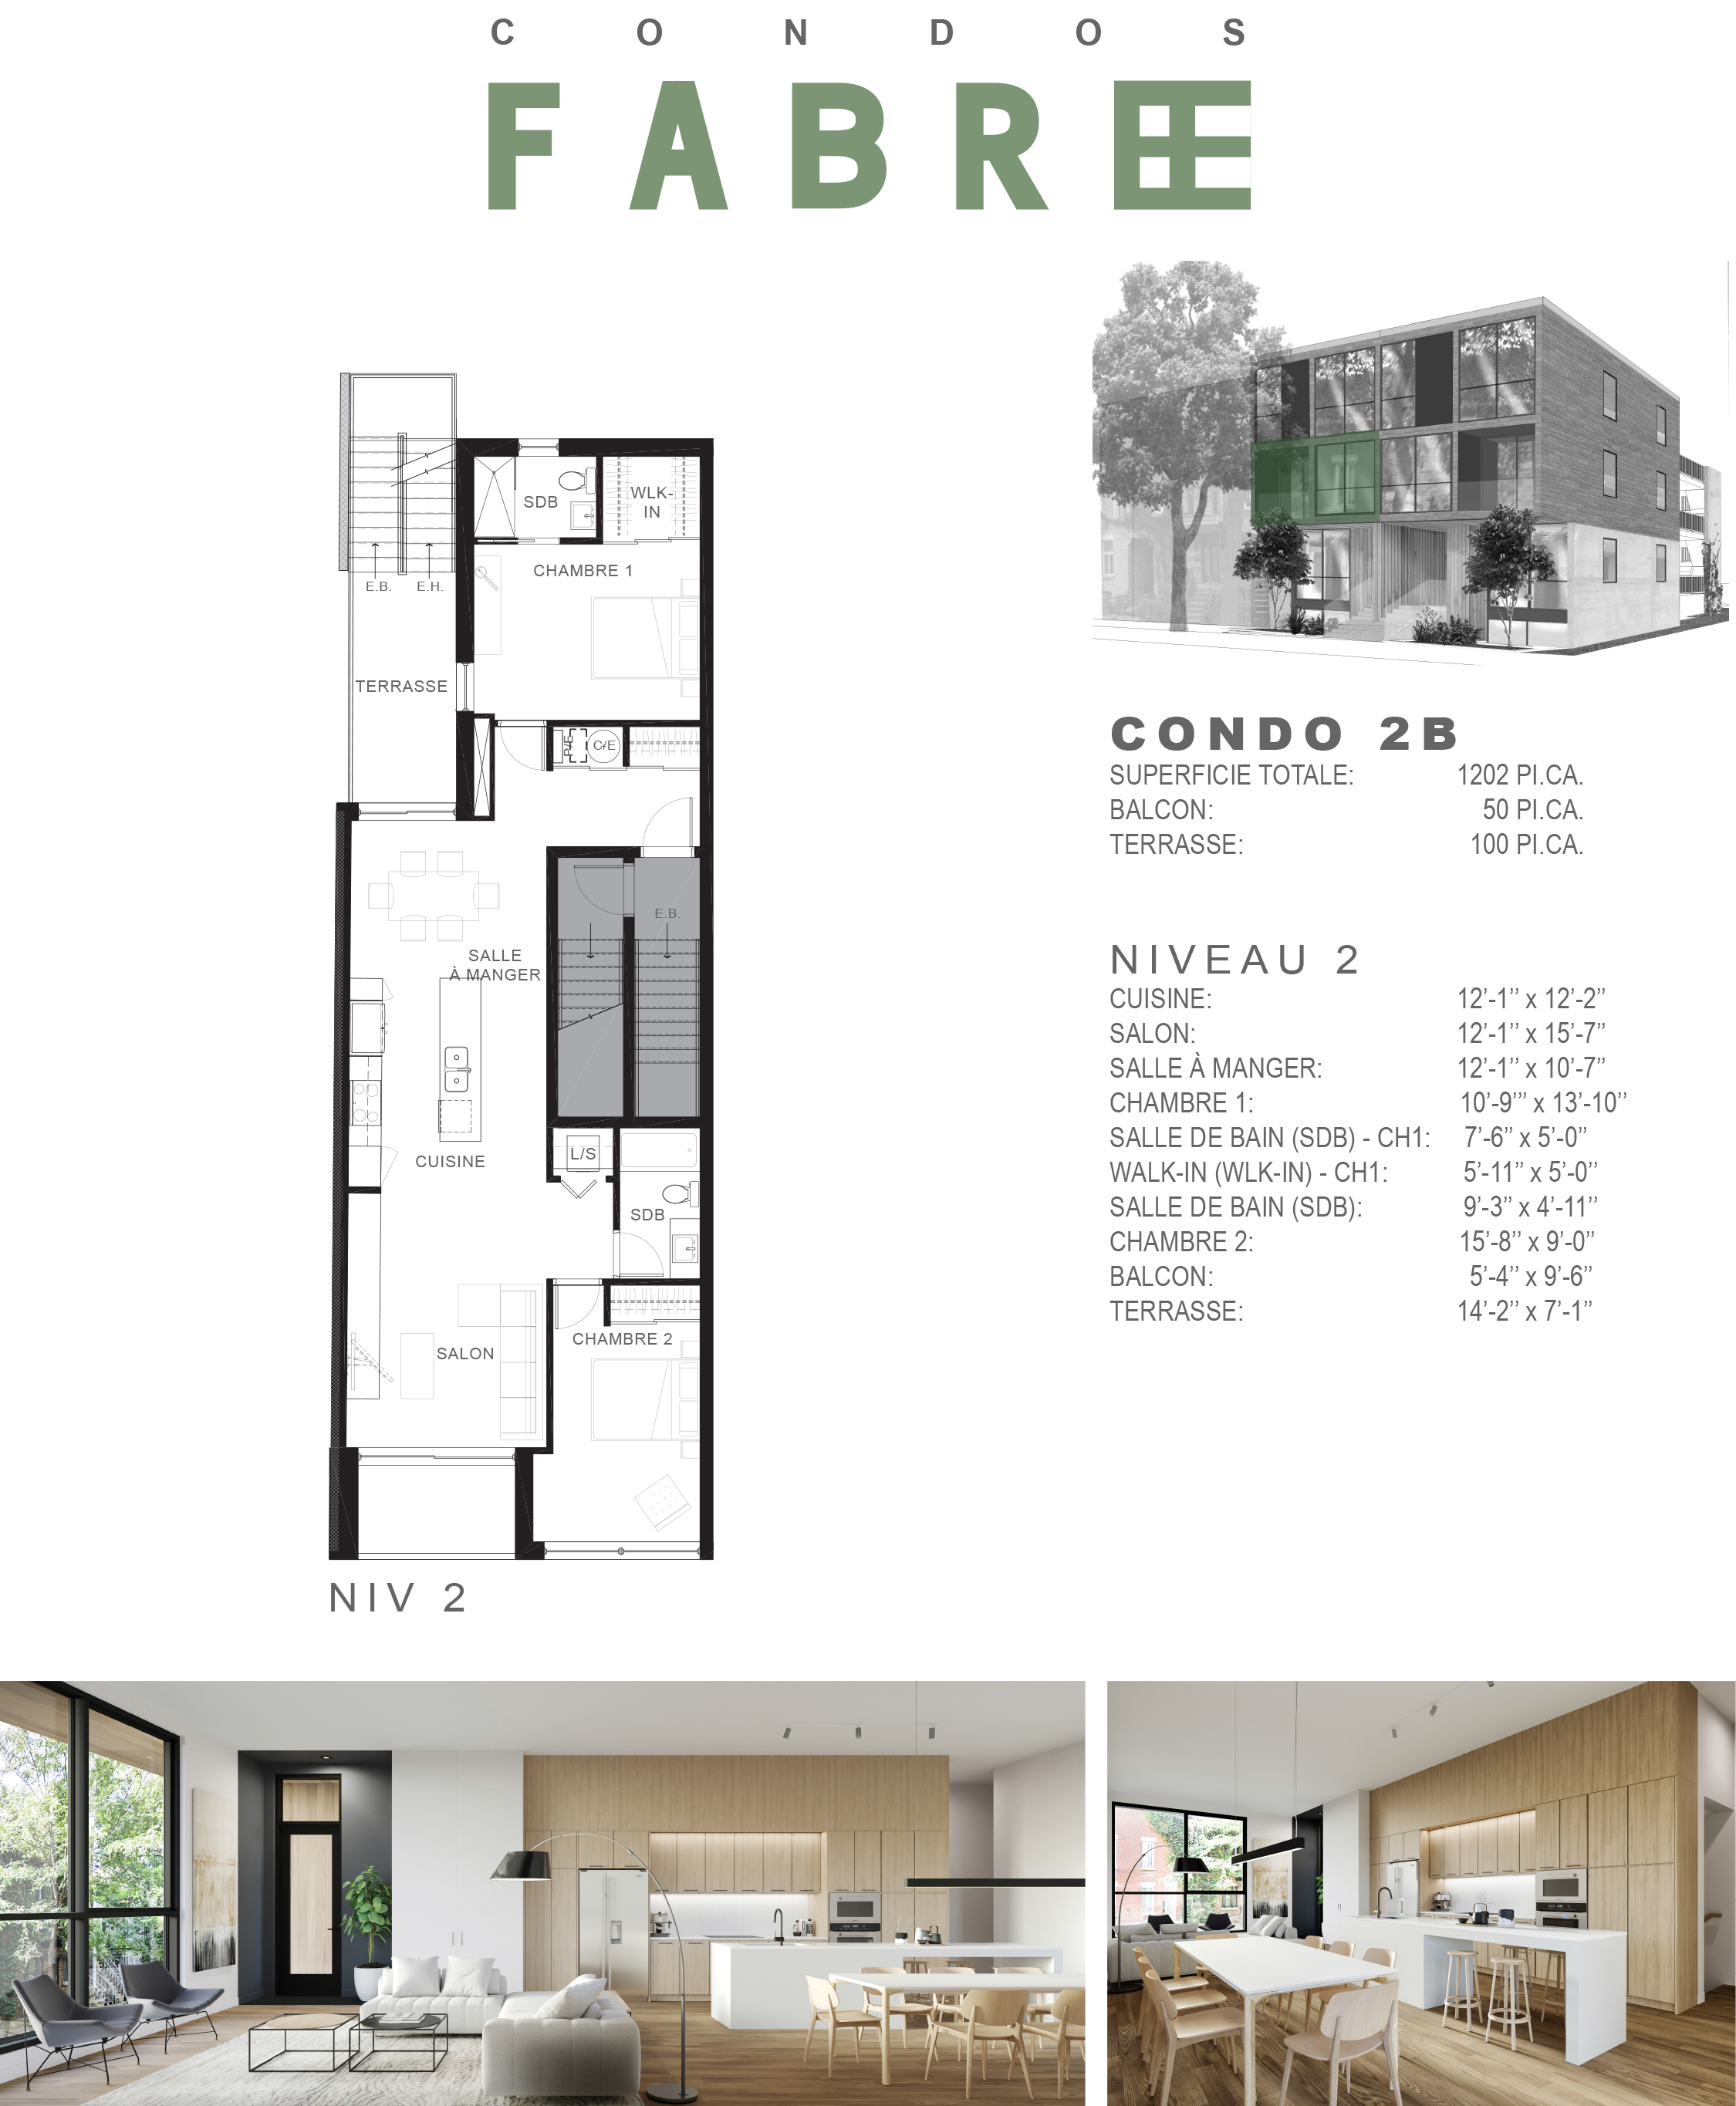 CONDOS
FABRE
SDB
WLK-
IN
CHAMBRE 1
E.B.
E.H.
TERRASSE
P/E
C/E
E.B.
SALLE
À MANGER
L/S
CUISINE
SDB
CHAMBRE 2
SALON
NIV 2
CONDO 2B
SUPERFICIE TOTALE: 1202 PI.CA.
BALCON: 50 PI.CA.
TERRASSE: 100 PI.CA.
NIVEAU 2
CUISINE: 12’-1’’ x 12’-2’’
SALON: 12’-1’’ x 15’-7’’
SALLE À MANGER: 12’-1’’ x 10’-7’’
CHAMBRE 1: 10’-9’’’ x 13’-10’’
SALLE DE BAIN (SDB) - CH1: 7’-6’’ x 5’-0’’
WALK-IN (WLK-IN) - CH1: 5’-11’’ x 5’-0’’
SALLE DE BAIN (SDB): 9’-3’’ x 4’-11’’
CHAMBRE 2: 15’-8’’ x 9’-0’’
BALCON: 5’-4’’ x 9’-6’’
TERRASSE: 14’-2’’ x 7’-1’’